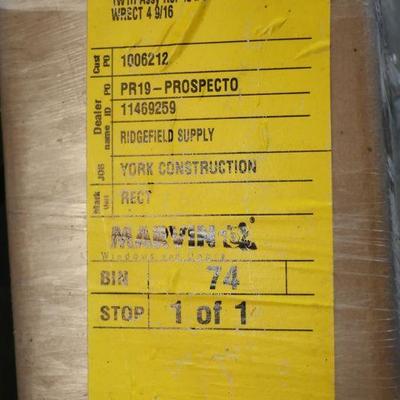 WRECT 4 9/16
Cust PO 1006212
Dealer PO PR19-PROSPECTO
ID 11469259
name RIDGEFIELD SUPPLY
JOB YORK CONSTRUCTION
Mark Unit RECT
MARVIN ®
Windows and Doors
BIN 74
STOP 1 of 1